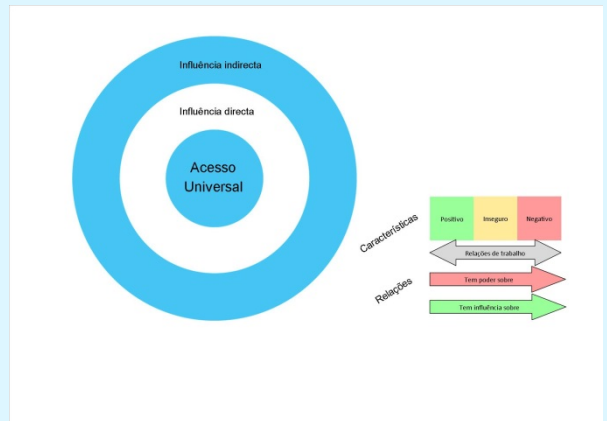 Influência indirecta
Influência directa
Acesso
Universal
Características
Positivo
Inseguro
Negativo
Relações de trabalho
Relações
Tem poder sobre
Tem influência sobre